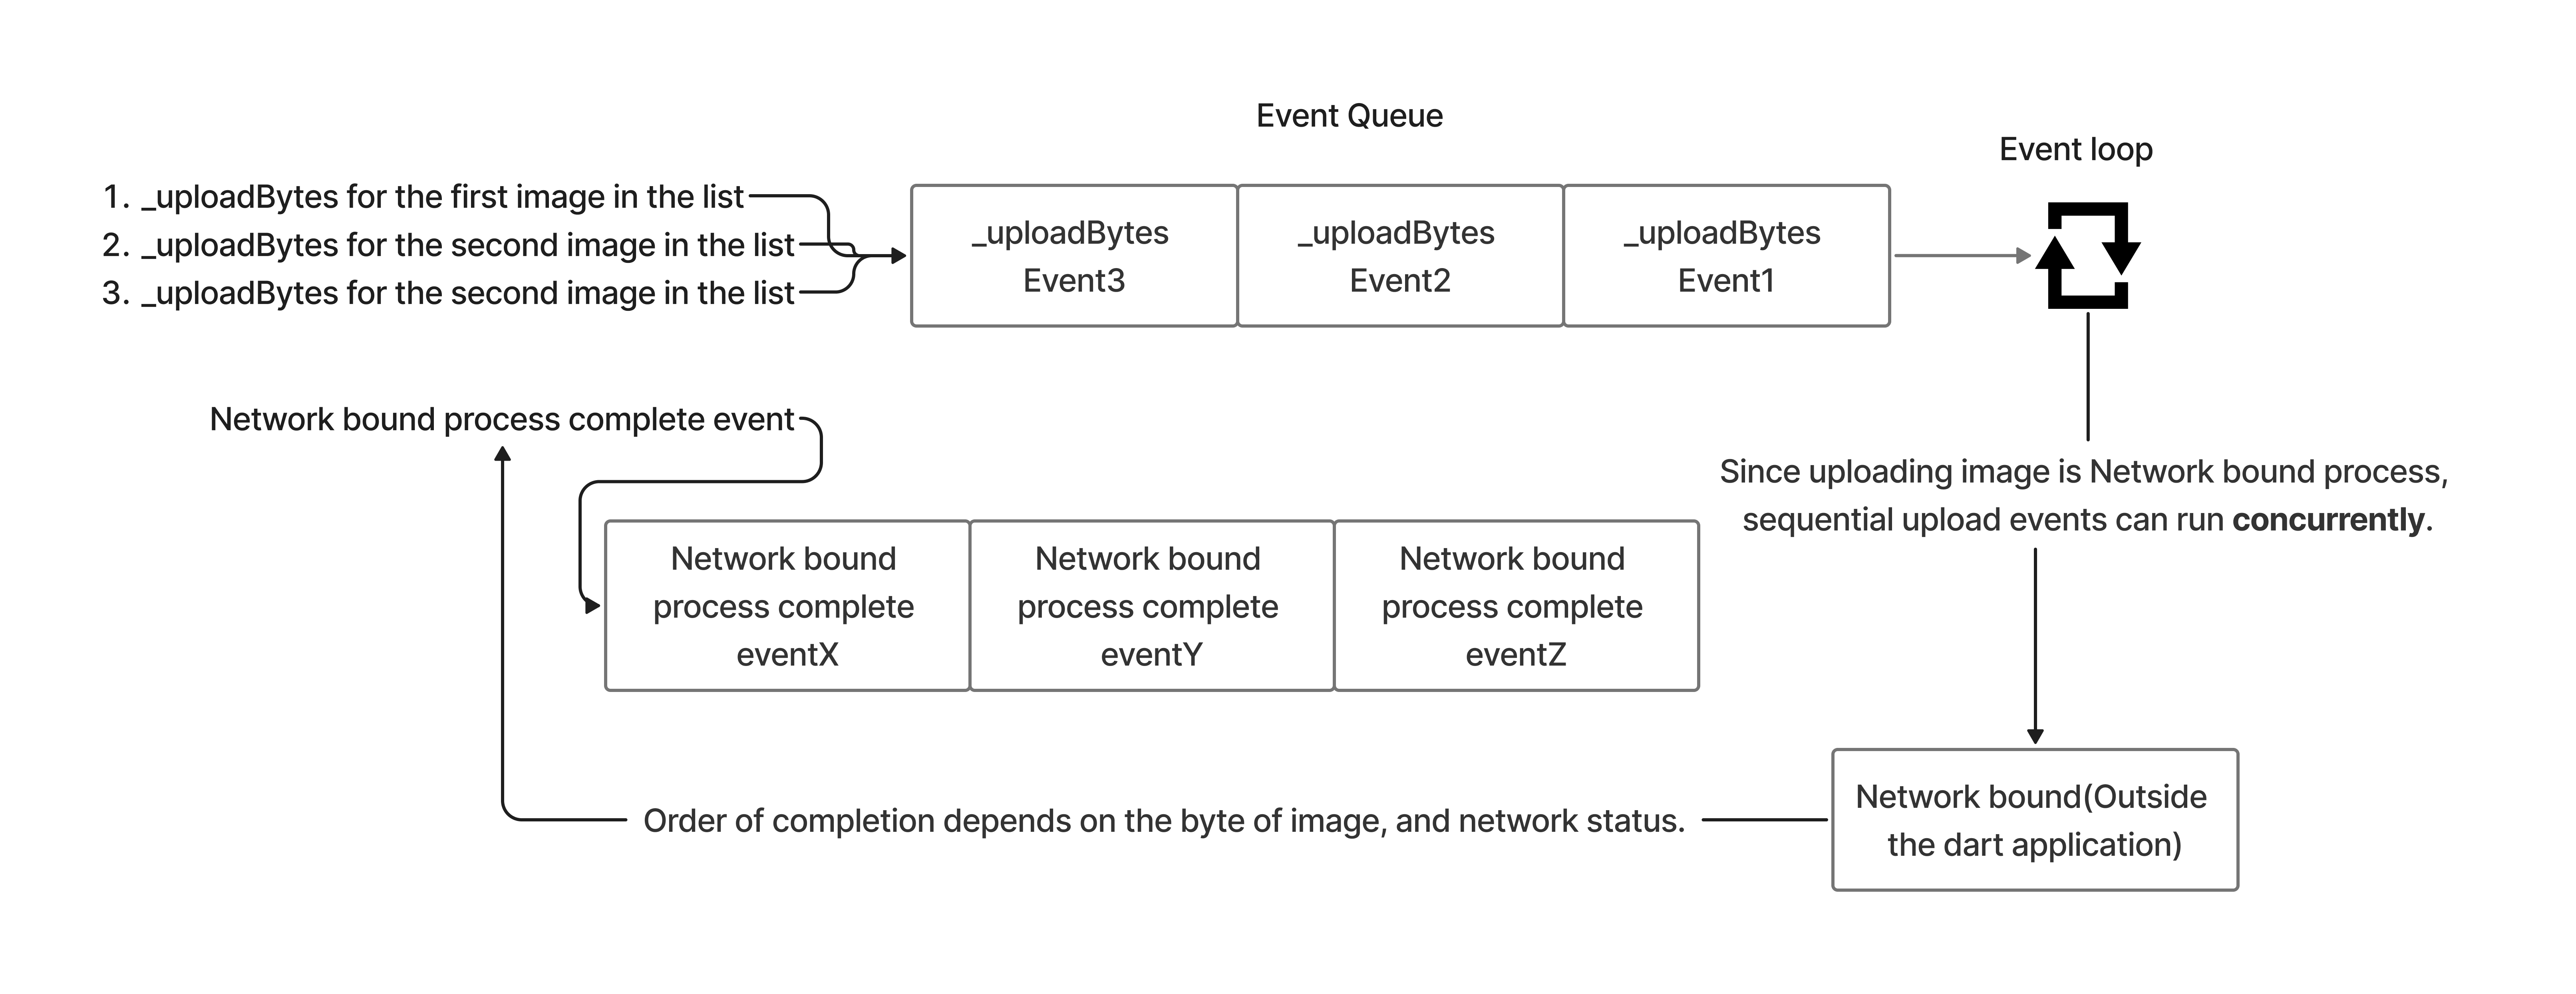 Event Queue
Event loop
1. _uploadBytes for the first image in the list
2. _uploadBytes for the second image in the list
3. _uploadBytes for the second image in the list
_uploadBytes
Event3
_uploadBytes
Event2
_uploadBytes
Event1
Network bound process complete event
Since uploading image is Network bound process,
sequential upload events can run concurrently.
Network bound
process complete
eventX
Network bound
process complete
eventY
Network bound
process complete
eventZ
Order of completion depends on the byte of image, and network status.
Network bound(Outside
the dart application)